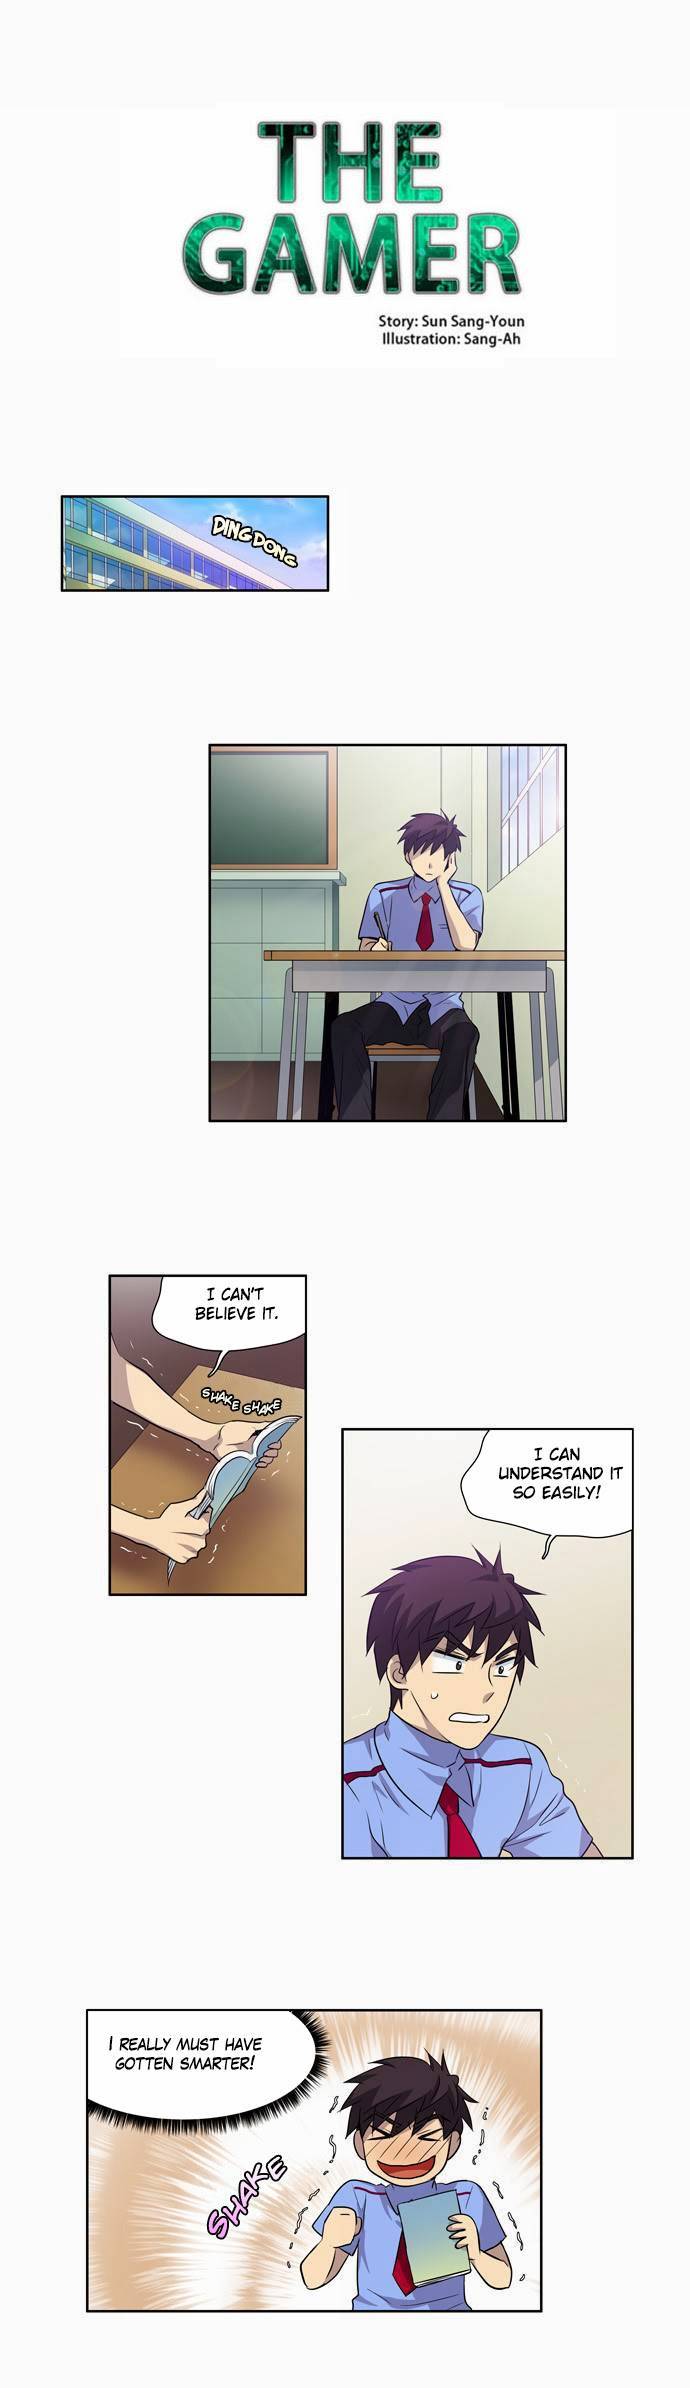 THE
GAMER
Story: Sun Sang-Youn
Illustration: Sang-Ah
DING DONG
I CAN'T
BELIEVE IT.
SHAKE SHAKE
I CAN
UNDERSTAND IT
SO EASILY!
I REALLY MUST HAVE
GOTTEN SMARTER!
SHAKE